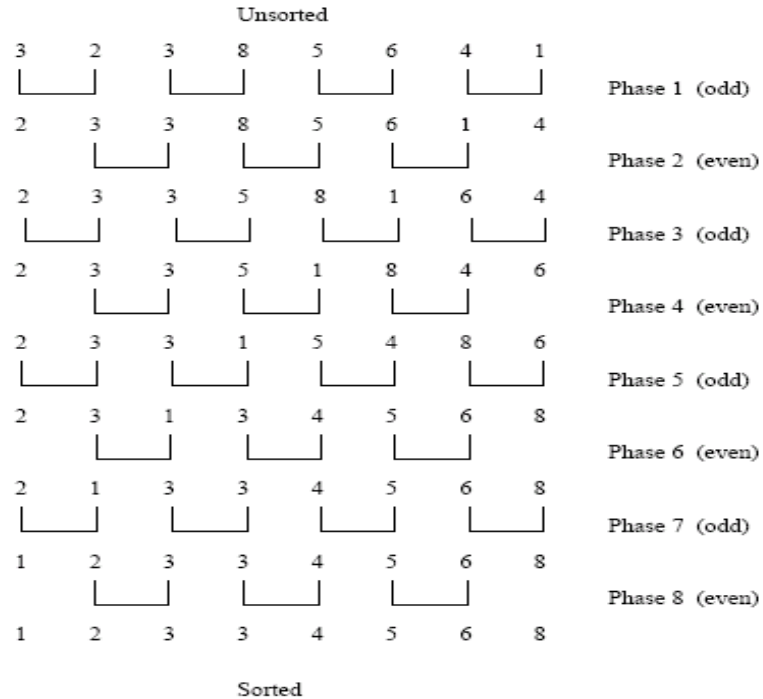 Unsorted
3 2 3 8 5 6 4 1
Phase 1 (odd)
2 3 3 8 5 6 1 4
Phase 2 (even)
2 3 3 5 8 1 6 4
Phase 3 (odd)
2 3 3 5 1 8 4 6
Phase 4 (even)
2 3 3 1 5 4 8 6
Phase 5 (odd)
2 3 1 3 4 5 6 8
Phase 6 (even)
2 1 3 3 4 5 6 8
Phase 7 (odd)
1 2 3 3 4 5 6 8
Phase 8 (even)
1 2 3 3 4 5 6 8
Sorted